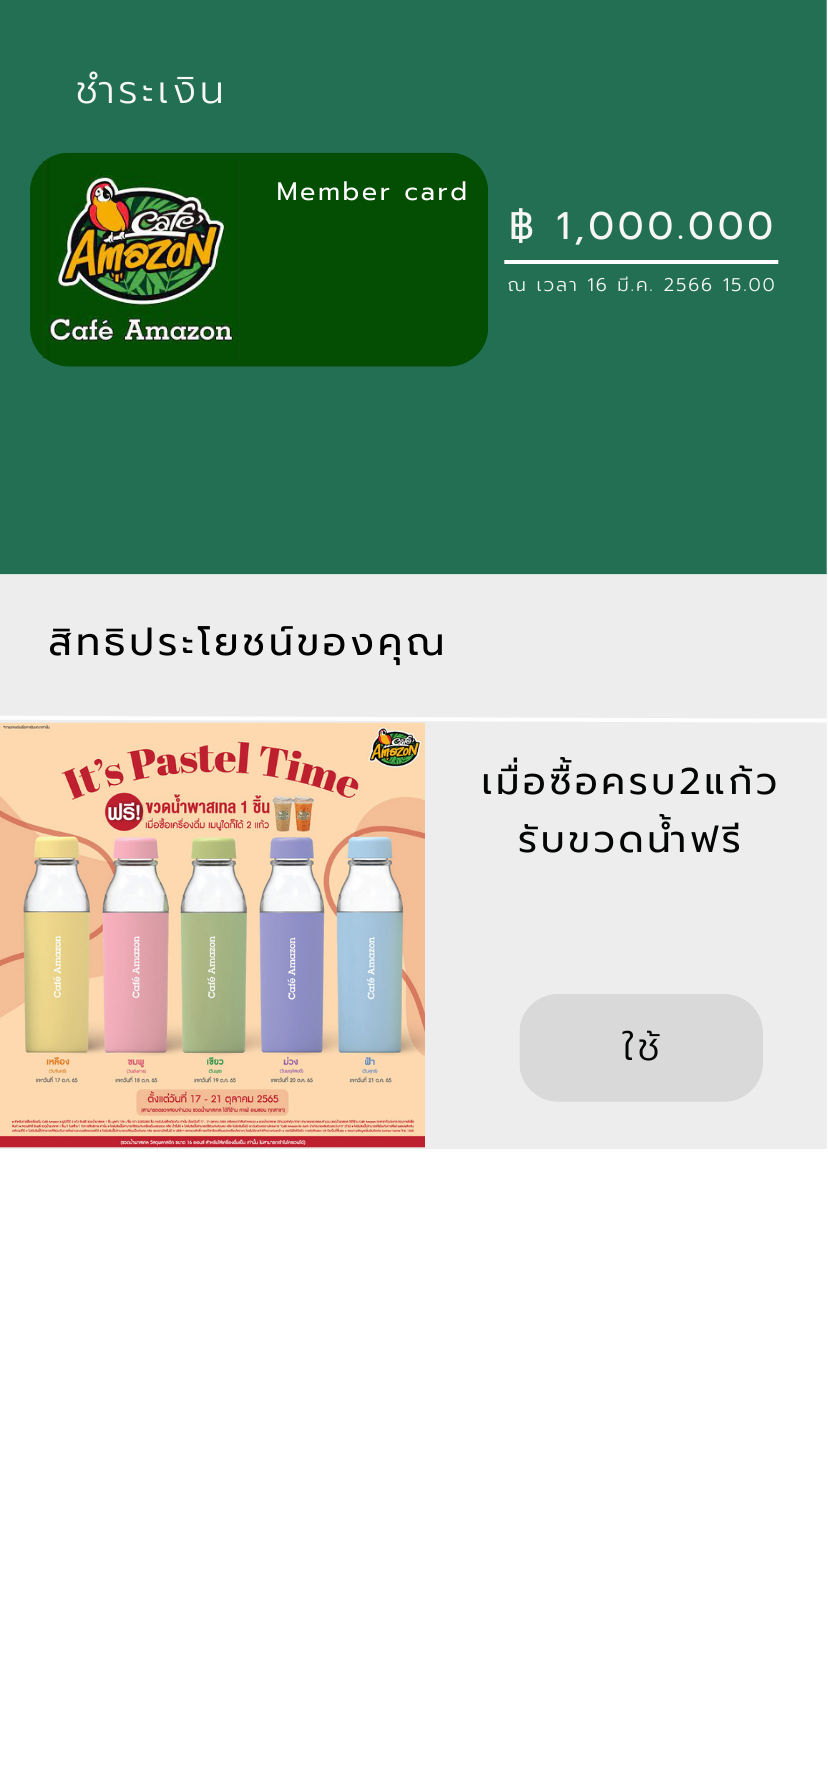 ชำระเงิน
Member card
Café
Amazon
Café Amazon
฿ 1,000.000
ณ เวลา 16 มี.ค. 2566 15.00
สิทธิประโยชน์ของคุณ
Café
Amazon
It's Pastel Time
ฟรี! ขวดน้ำพาสเทล 1 ชิ้น
เมื่อซื้อเครื่องดื่ม เมนูใดก็ได้ 2 แก้ว
Café Amazon
Café Amazon
Café Amazon
Café Amazon
Café Amazon
เหลือง ชมพู เขียว ม่วง ฟ้า
เฉพาะวันที่ 17 ต.ค. 65 เฉพาะวันที่ 18 ต.ค. 65 เฉพาะวันที่ 19 ต.ค. 65 เฉพาะวันที่ 20 ต.ค. 65 เฉพาะวันที่ 21 ต.ค. 65
ตั้งแต่วันที่ 17 - 21 ตุลาคม 2565
เมื่อซื้อครบ2แก้ว
รับขวดน้ำฟรี
ใช้